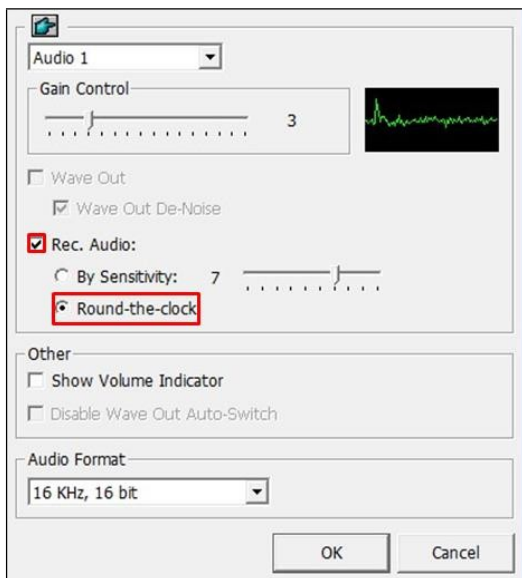 Audio 1
Gain Control
3
Wave Out
Wave Out De-Noise
Rec. Audio:
By Sensitivity: 7
Round-the-clock
Other
Show Volume Indicator
Disable Wave Out Auto-Switch
Audio Format
16 KHz, 16 bit
OK Cancel